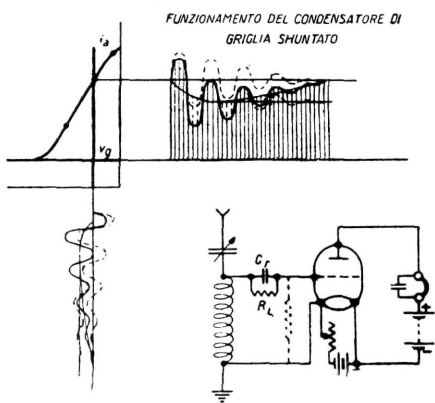 FUNZIONAMENTO DEL CONDENSATORE DI
GRIGLIA SHUNTATO
ia
vg
Cr
RL
+
−